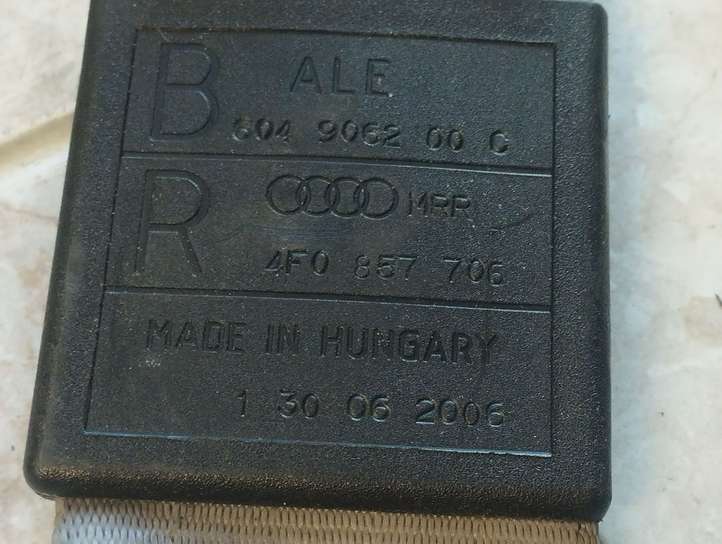 B ALE
604 9062 00 C
R MRR
4F0 857 706
MADE IN HUNGARY
1 30 06 2006